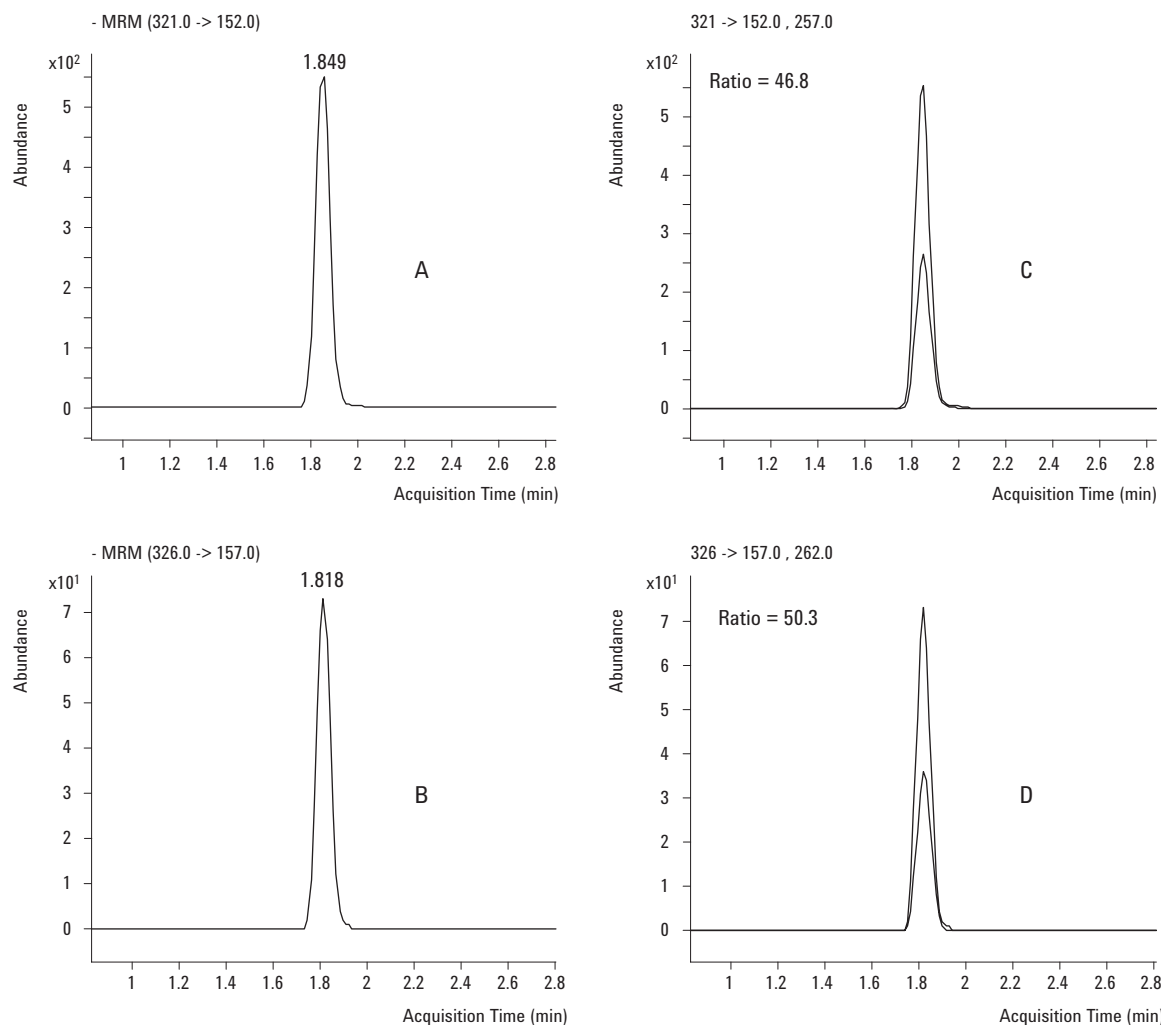 - MRM (321.0 -> 152.0)
x10²
1.849
Abundance
5
4
3
2
1
0
A
1 1.2 1.4 1.6 1.8 2 2.2 2.4 2.6 2.8
Acquisition Time (min)
321 -> 152.0 , 257.0
x10²
Ratio = 46.8
Abundance
5
4
3
2
1
0
C
1 1.2 1.4 1.6 1.8 2 2.2 2.4 2.6 2.8
Acquisition Time (min)
- MRM (326.0 -> 157.0)
x10¹
1.818
Abundance
7
6
5
4
3
2
1
0
B
1 1.2 1.4 1.6 1.8 2 2.2 2.4 2.6 2.8
Acquisition Time (min)
326 -> 157.0 , 262.0
x10¹
Ratio = 50.3
Abundance
7
6
5
4
3
2
1
0
D
1 1.2 1.4 1.6 1.8 2 2.2 2.4 2.6 2.8
Acquisition Time (min)